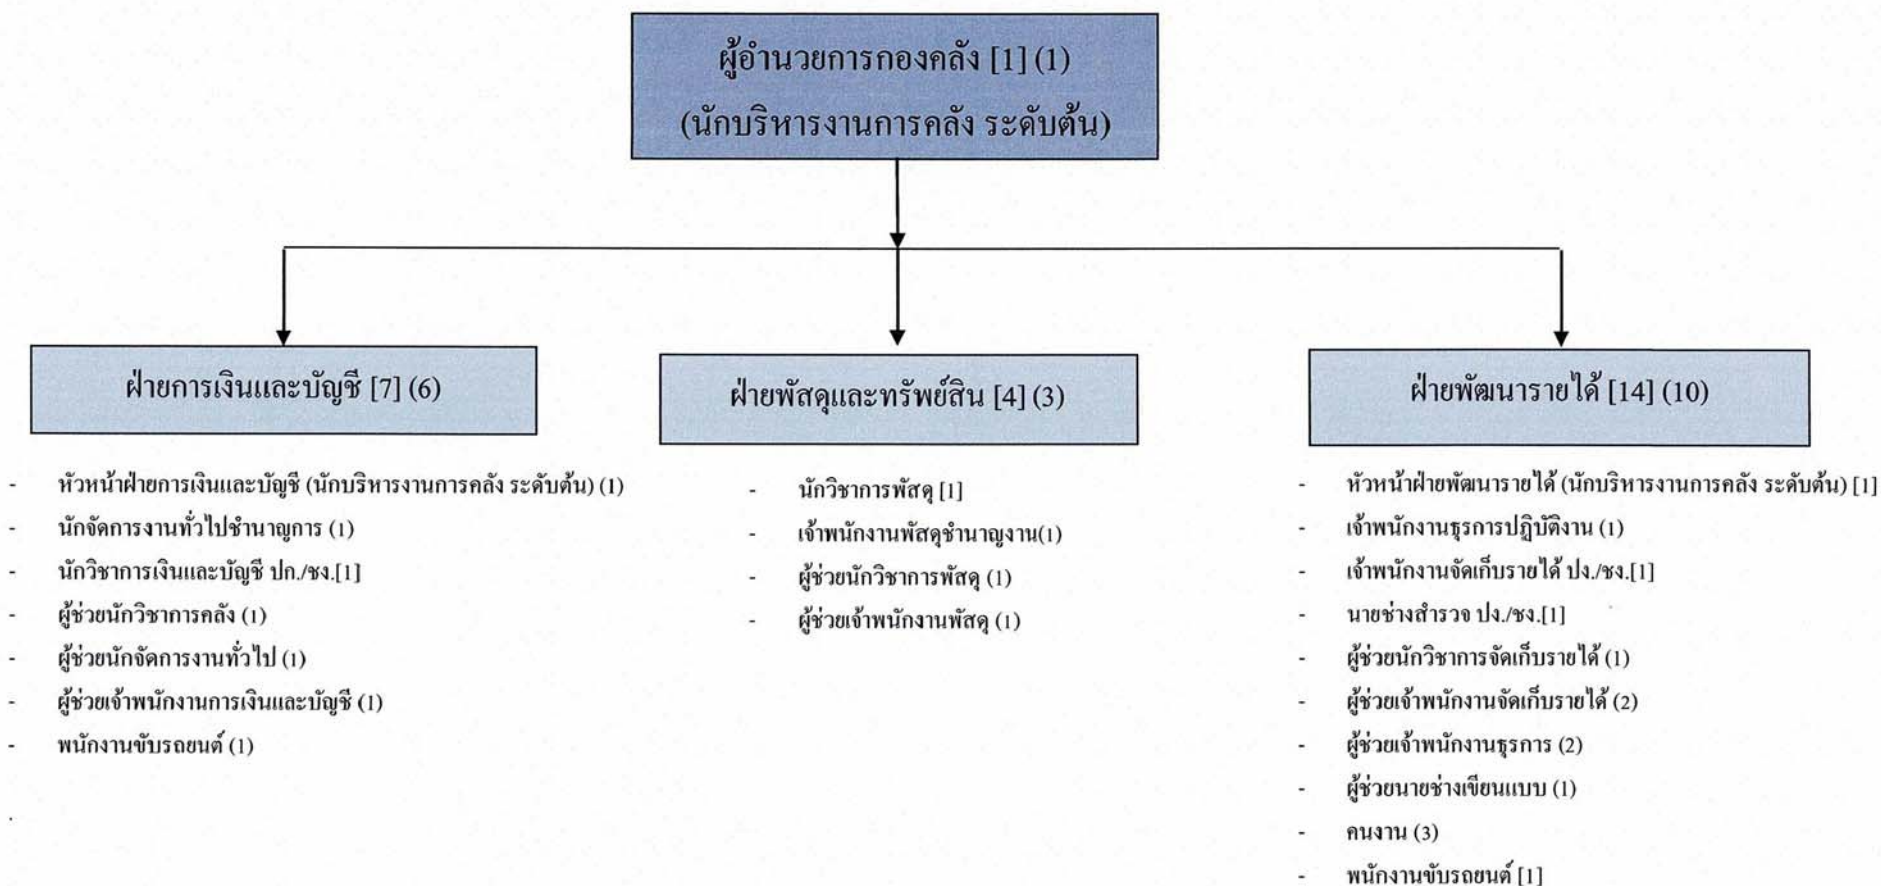 ผู้อำนวยการกองคลัง [1] (1)
(นักบริหารงานการคลัง ระดับต้น)
ฝ่ายการเงินและบัญชี [7] (6)
- หัวหน้าฝ่ายการเงินและบัญชี (นักบริหารงานการคลัง ระดับต้น) (1)
- นักจัดการงานทั่วไปชำนาญการ (1)
- นักวิชาการเงินและบัญชี ปก./ชง.[1]
- ผู้ช่วยนักวิชาการคลัง (1)
- ผู้ช่วยนักจัดการงานทั่วไป (1)
- ผู้ช่วยเจ้าพนักงานการเงินและบัญชี (1)
- พนักงานขับรถยนต์ (1)
ฝ่ายพัสดุและทรัพย์สิน [4] (3)
- นักวิชาการพัสดุ [1]
- เจ้าพนักงานพัสดุชำนาญงาน(1)
- ผู้ช่วยนักวิชาการพัสดุ (1)
- ผู้ช่วยเจ้าพนักงานพัสดุ (1)
ฝ่ายพัฒนารายได้ [14] (10)
- หัวหน้าฝ่ายพัฒนารายได้ (นักบริหารงานการคลัง ระดับต้น) [1]
- เจ้าพนักงานธุรการปฏิบัติงาน (1)
- เจ้าพนักงานจัดเก็บรายได้ ปง./ชง.[1]
- นายช่างสำรวจ ปง./ชง.[1]
- ผู้ช่วยนักวิชาการจัดเก็บรายได้ (1)
- ผู้ช่วยเจ้าพนักงานจัดเก็บรายได้ (2)
- ผู้ช่วยเจ้าพนักงานธุรการ (2)
- ผู้ช่วยนายช่างเขียนแบบ (1)
- คนงาน (3)
- พนักงานขับรถยนต์ [1]